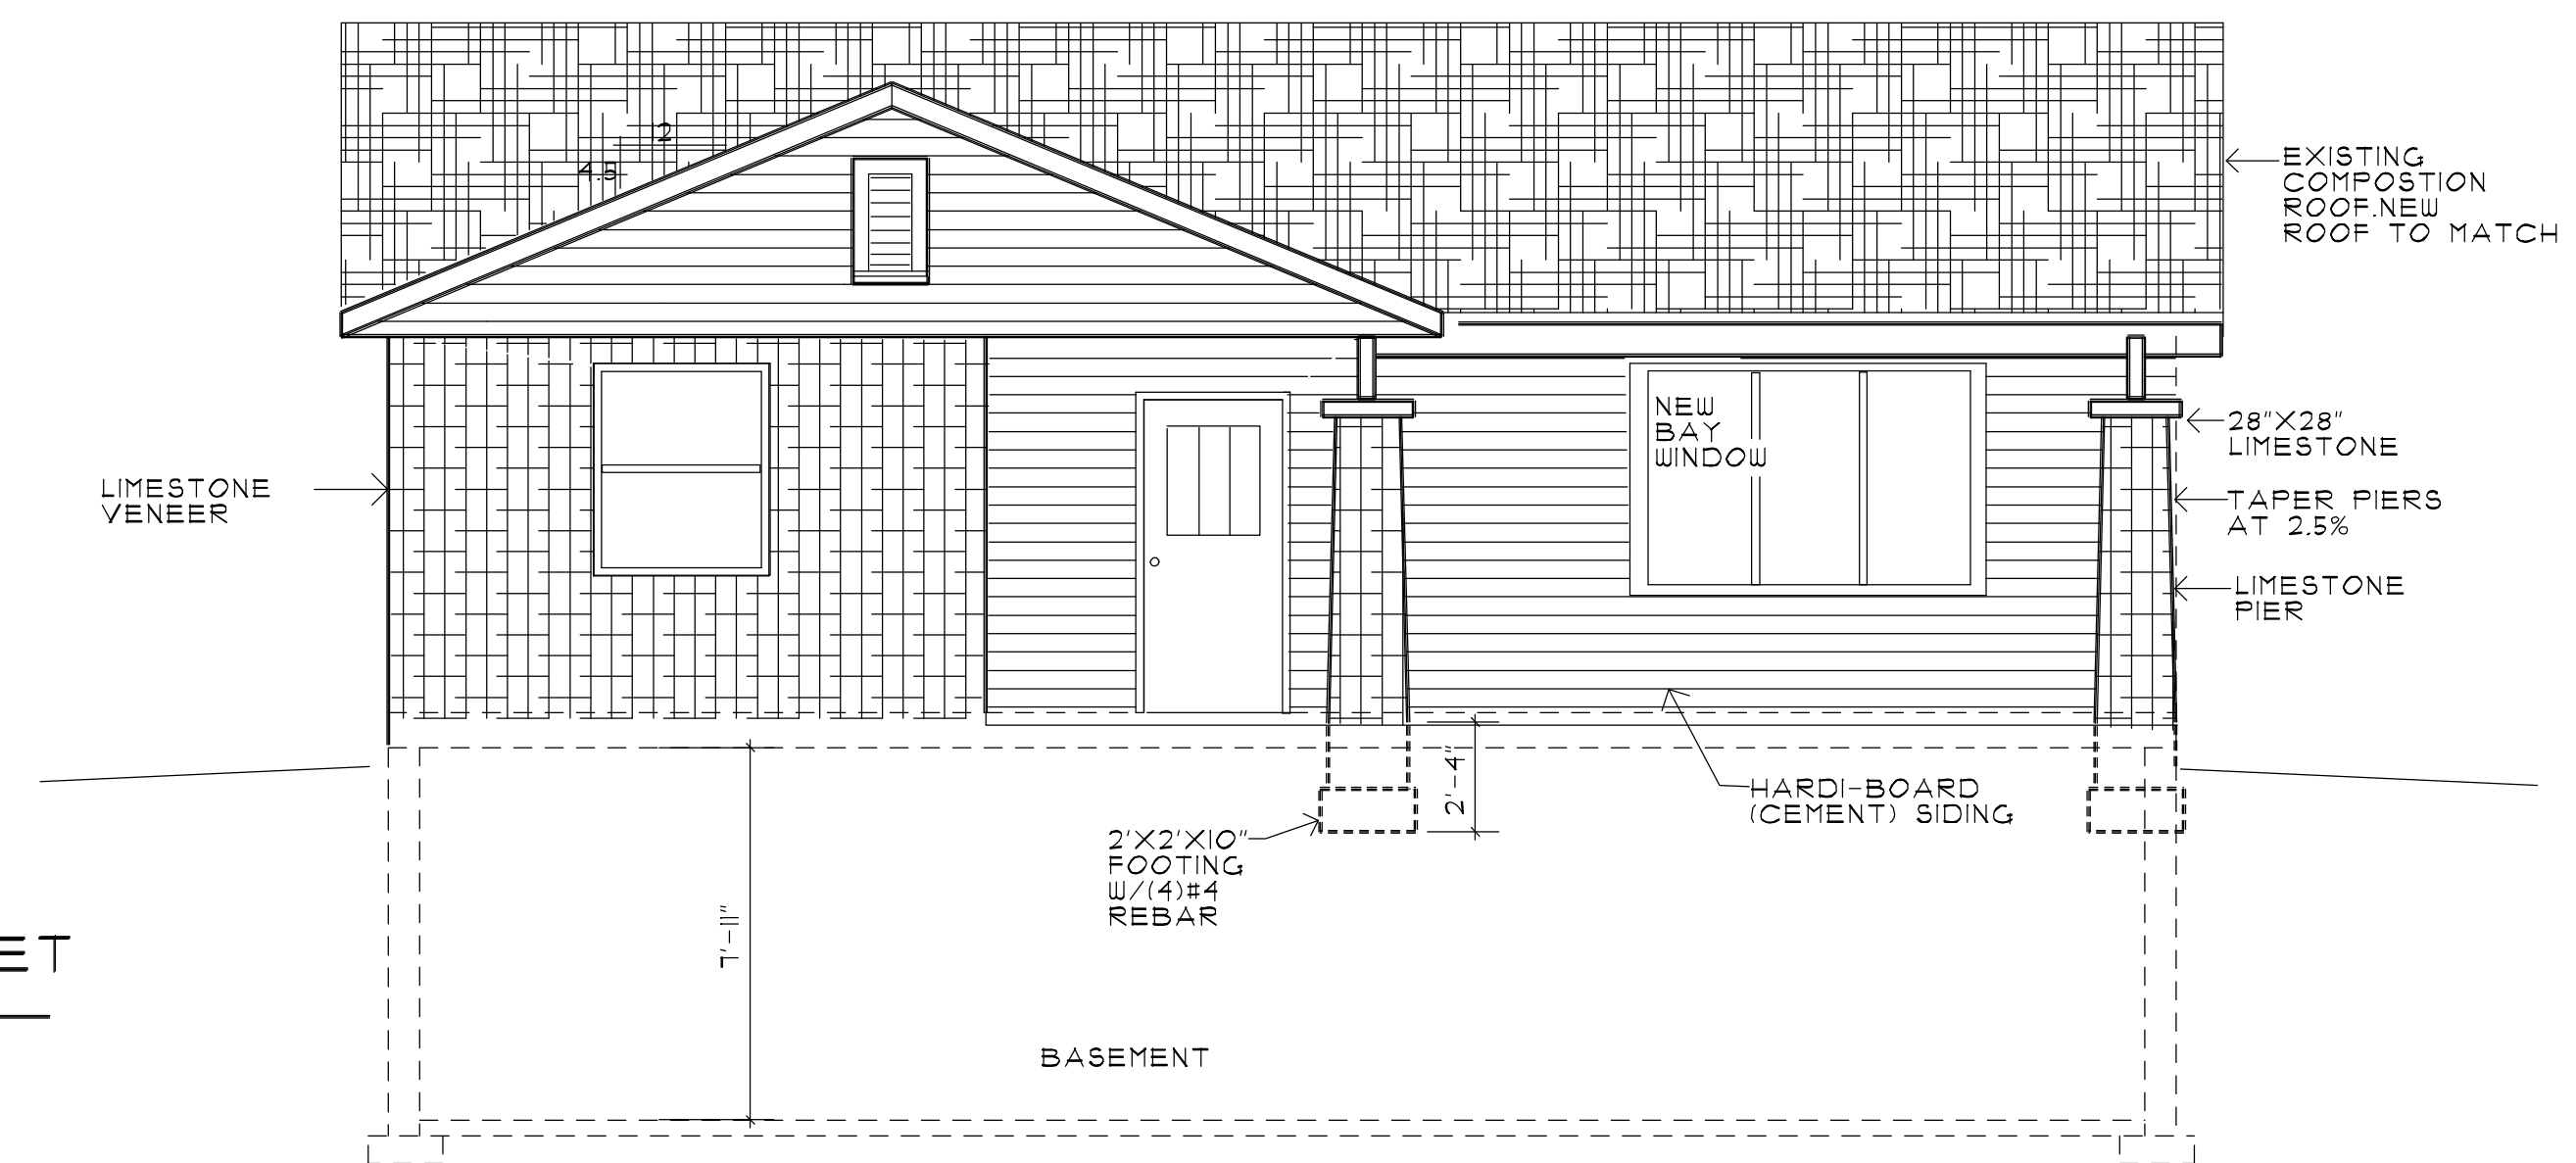 12
4.5
EXISTING
COMPOSTION
ROOF.NEW
ROOF TO MATCH
NEW
BAY
WINDOW
28"X28"
LIMESTONE
LIMESTONE
VENEER
TAPER PIERS
AT 2.5%
LIMESTONE
PIER
2'-4"
HARDI-BOARD
(CEMENT) SIDING
2'X2'X10"
FOOTING
W/(4)#4
REBAR
7'-11"
ET
BASEMENT